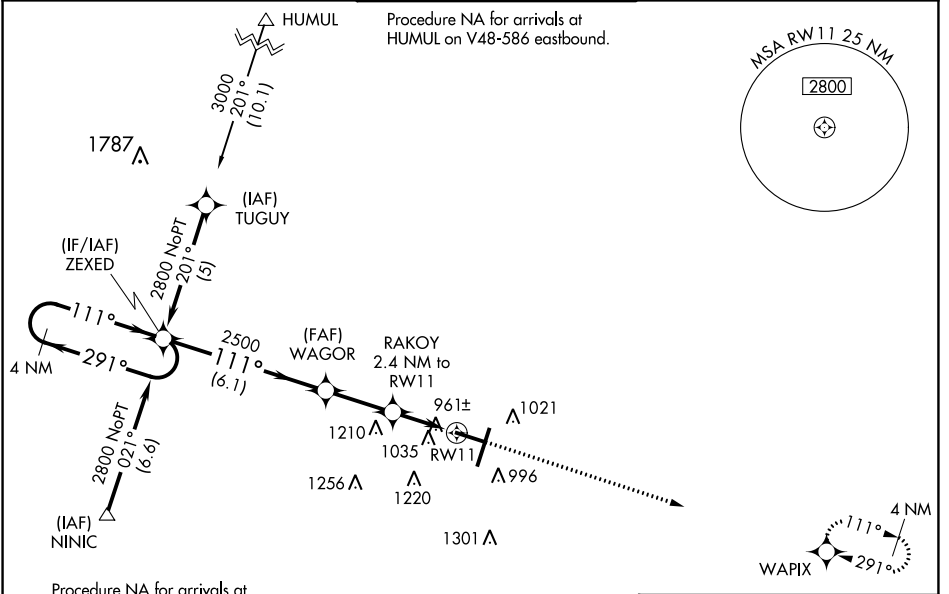 HUMUL
Procedure NA for arrivals at
HUMUL on V48-586 eastbound.
MSA RW11 25 NM
2800
3000
201°
(10.1)
1787
(IAF)
TUGUY
2800 NoPT
201°
(5)
(IF/IAF)
ZEXED
111°
291°
4 NM
2500
111°
(6.1)
(FAF)
WAGOR
RAKOY
2.4 NM to
RW11
961±
1021
1210
1035
RW11
996
1256
1220
1301
2800 NoPT
021°
(6.6)
(IAF)
NINIC
4 NM
111°
291°
WAPIX
Procedure NA for arrivals at